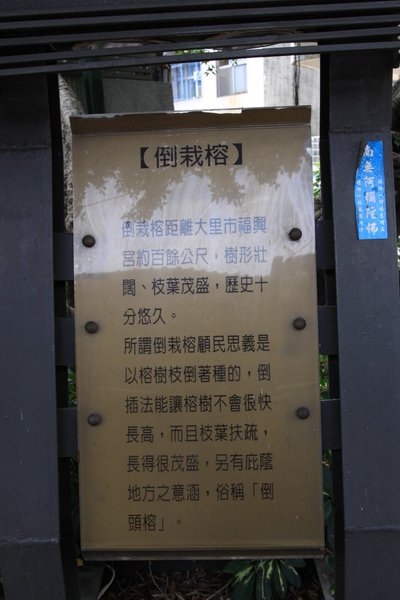 【倒栽榕】
倒栽榕距離大里市福興
宮約百餘公尺，樹形壯
闊、枝葉茂盛，歷史十
分悠久。
所謂倒栽榕顧民思義是
以榕樹枝倒著種的，倒
插法能讓榕樹不會很快
長高，而且枝葉扶疏，
長得很茂盛，另有庇蔭
地方之意涵，俗稱「倒
頭榕」。
南無阿彌陀佛